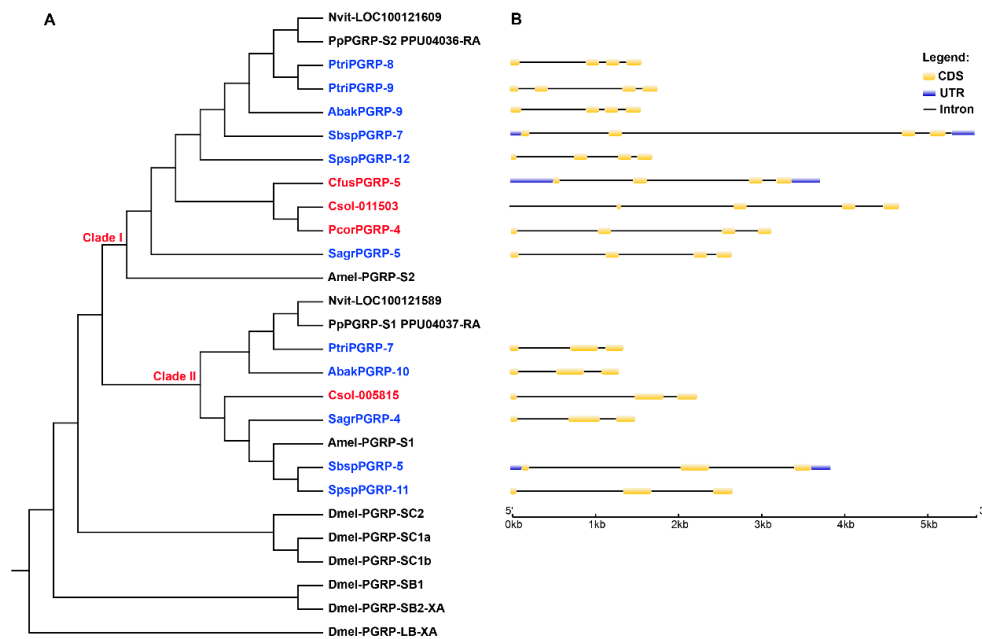 A
B
Nvit-LOC100121609
PpPGRP-S2 PPU04036-RA
PtriPGRP-8
PtriPGRP-9
AbakPGRP-9
SbspPGRP-7
SpspPGRP-12
CfusPGRP-5
Csol-011503
PcorPGRP-4
SagrPGRP-5
Amel-PGRP-S2
Nvit-LOC100121589
PpPGRP-S1 PPU04037-RA
PtriPGRP-7
AbakPGRP-10
Csol-005815
SagrPGRP-4
Amel-PGRP-S1
SbspPGRP-5
SpspPGRP-11
Dmel-PGRP-SC2
Dmel-PGRP-SC1a
Dmel-PGRP-SC1b
Dmel-PGRP-SB1
Dmel-PGRP-SB2-XA
Dmel-PGRP-LB-XA
Clade I
Clade II
Legend:
CDS
UTR
Intron
5' 3
0kb 1kb 2kb 3kb 4kb 5kb